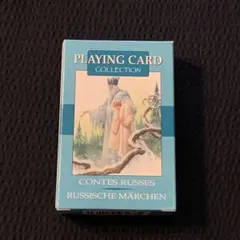 PLAYING CARD
COLLECTION
CONTES RUSSES
RUSSISCHE MÄRCHEN